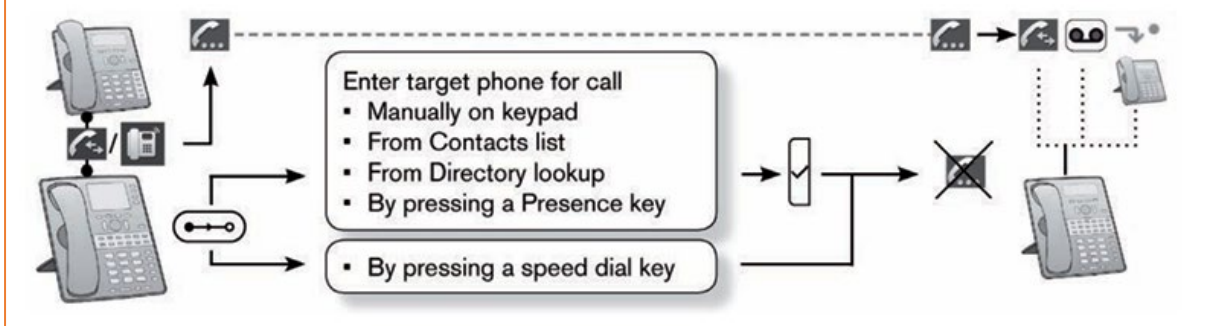 Enter target phone for call
▪ Manually on keypad
▪ From Contacts list
▪ From Directory lookup
▪ By pressing a Presence key
/
▪ By pressing a speed dial key